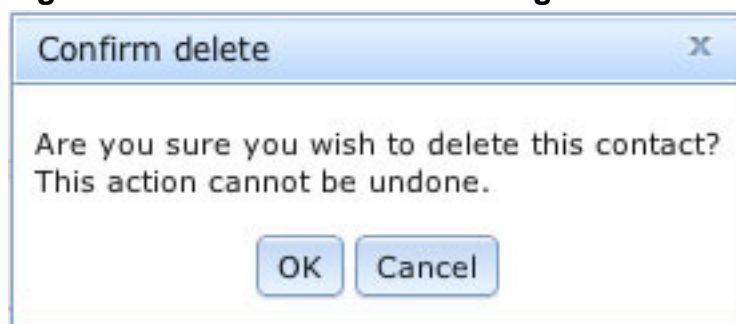 Confirm delete x
Are you sure you wish to delete this contact?
This action cannot be undone.
OK Cancel